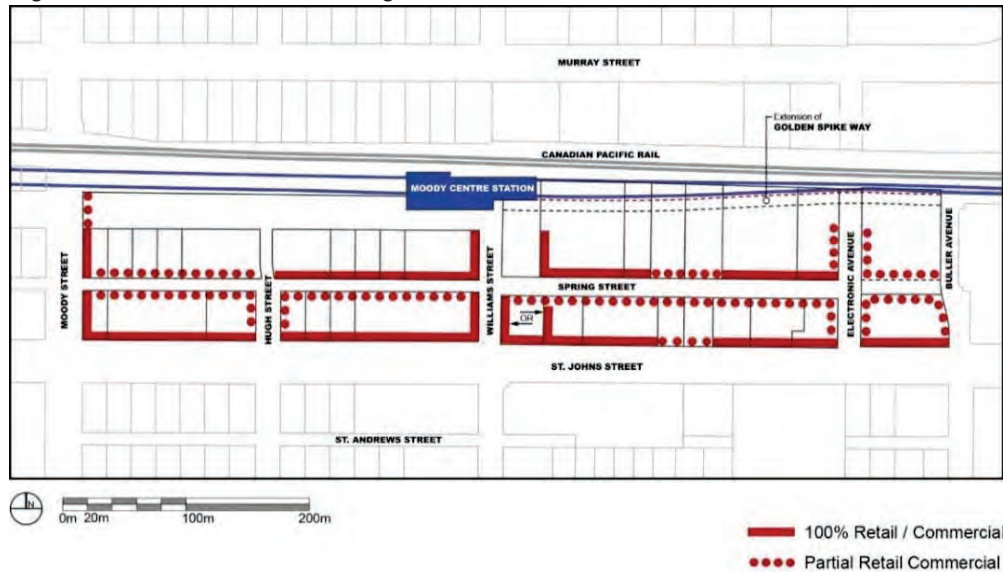 MURRAY STREET
Extension of
GOLDEN SPIKE WAY
CANADIAN PACIFIC RAIL
MOODY CENTRE STATION
MOODY STREET
HUGH STREET
WILLIAMS STREET
SPRING STREET
ELECTRONIC AVENUE
BULLER AVENUE
OR
ST. JOHNS STREET
ST. ANDREWS STREET
N
0m 20m 100m 200m
100% Retail / Commercial
Partial Retail Commercial